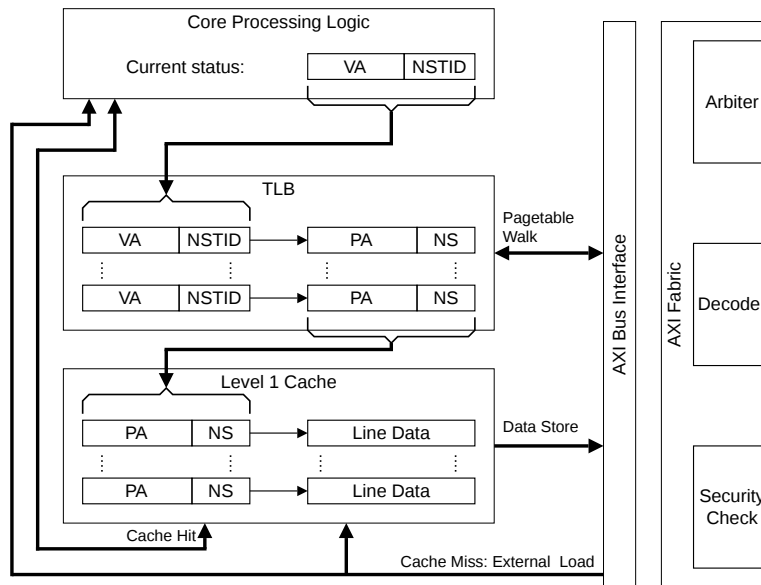 Core Processing Logic
Current status:
VA NSTID
TLB
VA NSTID PA NS
VA NSTID PA NS
Pagetable
Walk
Level 1 Cache
PA NS Line Data
PA NS Line Data
Data Store
Cache Hit
Cache Miss: External Load
AXI Bus Interface
AXI Fabric
Arbiter
Decode
Security
Check